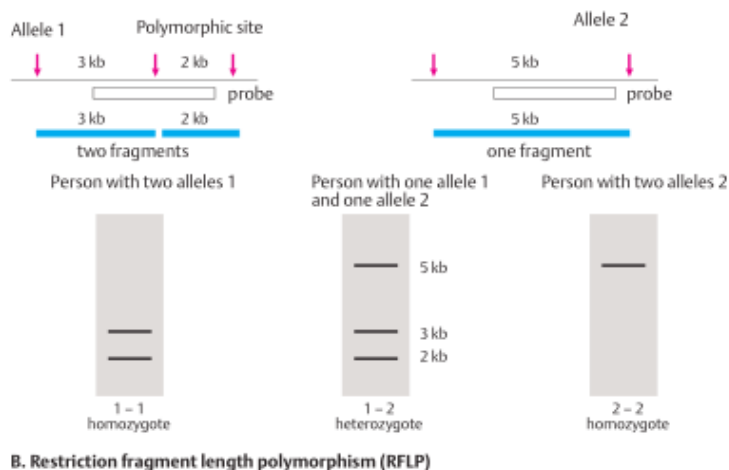 Allele 1
Polymorphic site
Allele 2
3 kb
2 kb
5 kb
probe
probe
3 kb
2 kb
5 kb
two fragments
one fragment
Person with two alleles 1
Person with one allele 1
and one allele 2
Person with two alleles 2
5 kb
3 kb
2 kb
1 – 1
homozygote
1 – 2
heterozygote
2 – 2
homozygote
B. Restriction fragment length polymorphism (RFLP)